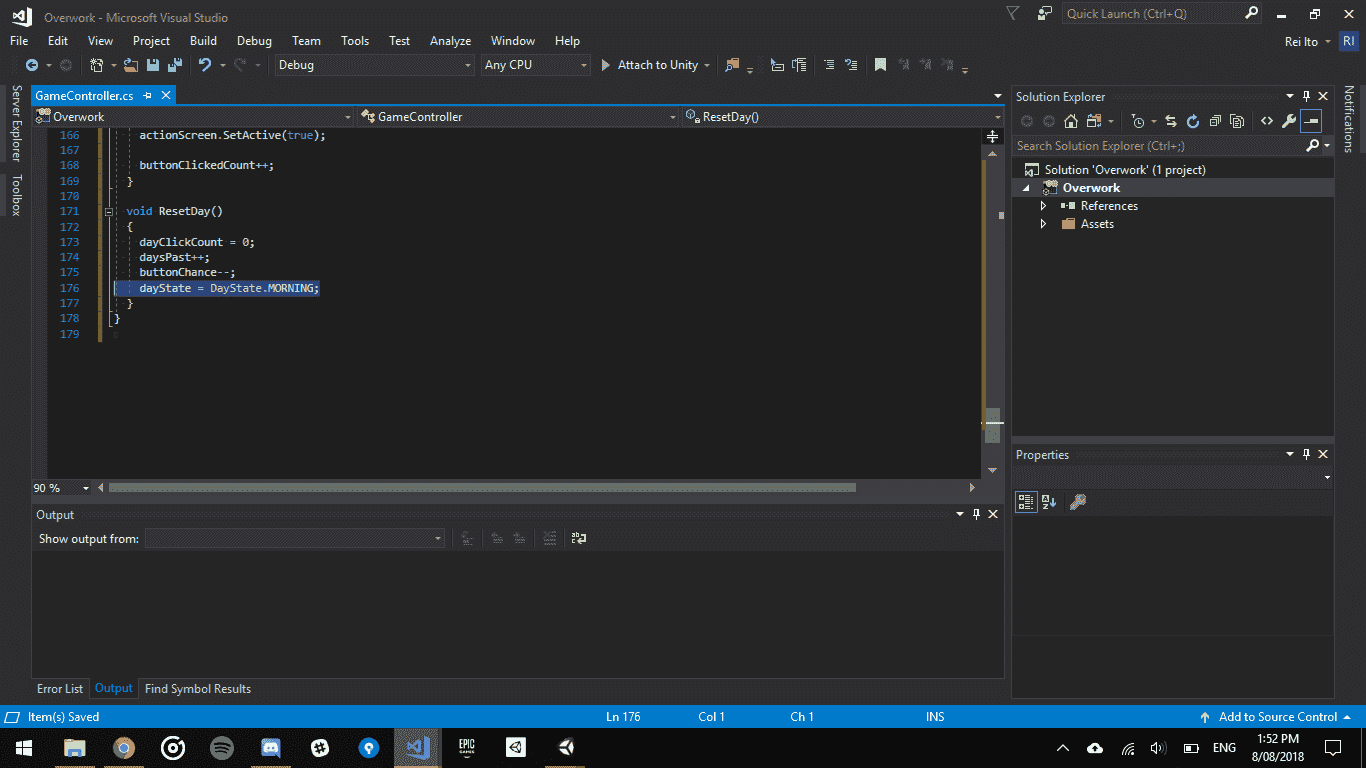 Overwork - Microsoft Visual Studio
Quick Launch (Ctrl+Q)
File Edit View Project Build Debug Team Tools Test Analyze Window Help
Rei Ito RI
Debug Any CPU Attach to Unity
Server Explorer
Toolbox
GameController.cs
Overwork GameController ResetDay()
166 actionScreen.SetActive(true);
167
168 buttonClickedCount++;
169 }
170
171 void ResetDay()
172 {
173 dayClickCount = 0;
174 daysPast++;
175 buttonChance--;
176 dayState = DayState.MORNING;
177 }
178 }
179
90 %
Output
Show output from:
Error List Output Find Symbol Results
Solution Explorer
Search Solution Explorer (Ctrl+;)
Solution 'Overwork' (1 project)
Overwork
References
Assets
Properties
Notifications
Item(s) Saved Ln 176 Col 1 Ch 1 INS Add to Source Control
EPIC
GAMES
ENG
1:52 PM
8/08/2018